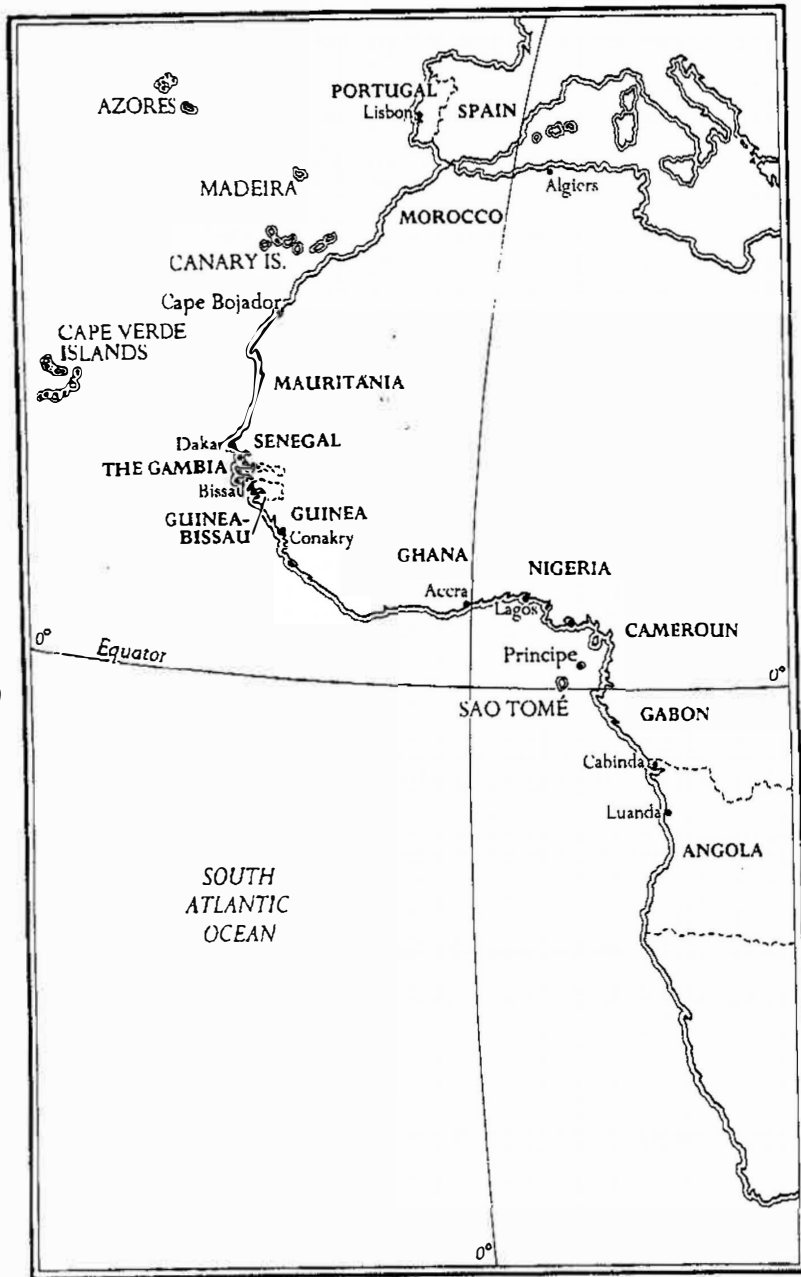 PORTUGAL
Lisbon
SPAIN
AZORES
MADEIRA
Algiers
MOROCCO
CANARY IS.
Cape Bojador
CAPE VERDE
ISLANDS
MAURITANIA
Dakar
SENEGAL
THE GAMBIA
Bissau
GUINEA-
BISSAU
GUINEA
Conakry
GHANA
NIGERIA
Accra
Lagos
CAMEROUN
0°
Equator
Principe
0°
SAO TOMÉ
GABON
Cabinda
Luanda
ANGOLA
SOUTH
ATLANTIC
OCEAN
0°